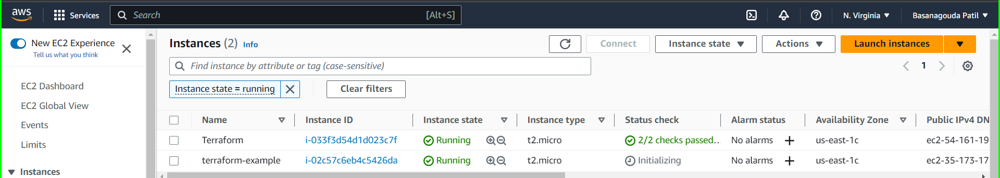 aws Services Search [Alt+S] N. Virginia Basanagouda Patil
New EC2 Experience
Tell us what you think
EC2 Dashboard
EC2 Global View
Events
Limits
Instances
Instances (2) Info Connect Instance state Actions Launch instances
Find instance by attribute or tag (case-sensitive) 1
Instance state = running Clear filters
Name Instance ID Instance state Instance type Status check Alarm status Availability Zone Public IPv4 DN
Terraform i-033f3d54d1d023c7f Running t2.micro 2/2 checks passed... No alarms + us-east-1c ec2-54-161-19
terraform-example i-02c57c6eb4c5426da Running t2.micro Initializing No alarms + us-east-1c ec2-35-173-17